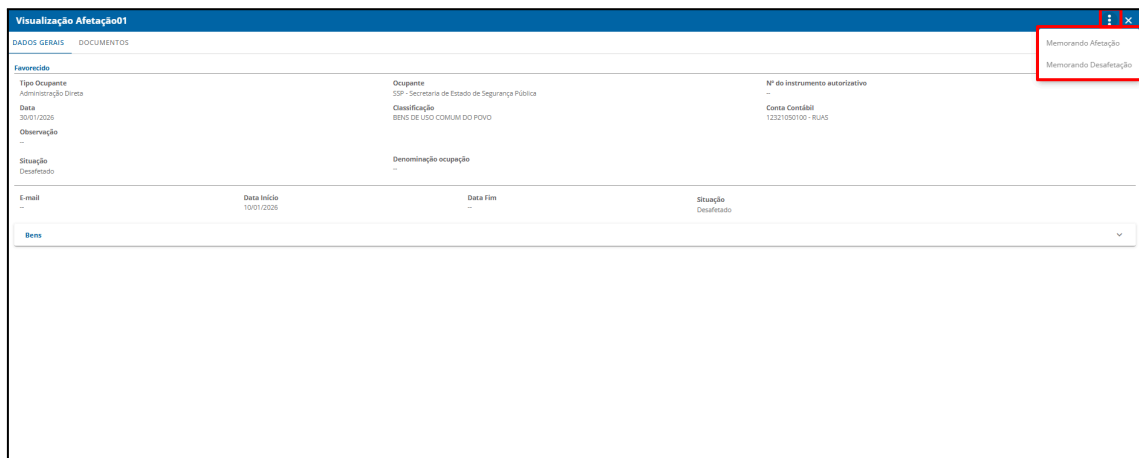 Visualização Afetação01
DADOS GERAIS DOCUMENTOS
Memorando Afetação
Memorando Desafetação
Favorecido
Tipo Ocupante Ocupante Nº do instrumento autorizativo
Administração Direta SSP - Secretaria de Estado de Segurança Pública --
Data Classificação Conta Contábil
30/01/2026 BENS DE USO COMUM DO POVO 12321050100 - RUAS
Observação
--
Situação Denominação ocupação
Desafetado --
E-mail Data Início Data Fim Situação
-- 10/01/2026 -- Desafetado
Bens